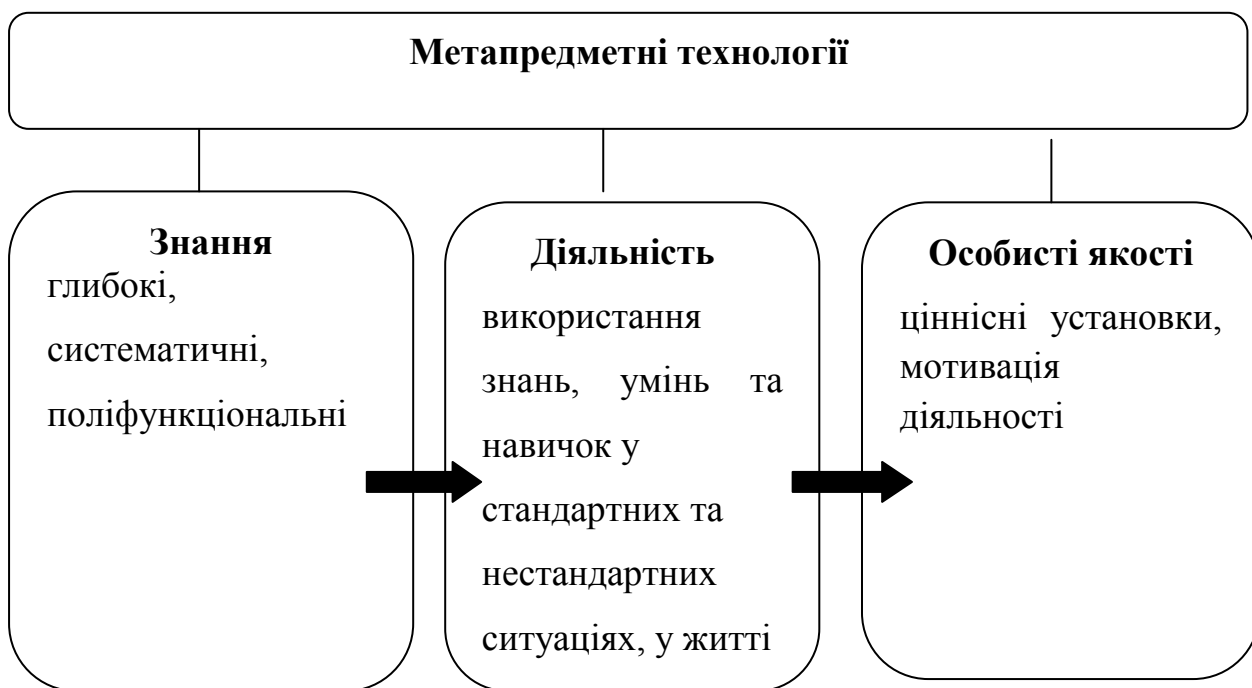 Метапредметні технології
Знання
глибокі,
систематичні,
поліфункціональні
Діяльність
використання
знань, умінь та
навичок у
стандартних та
нестандартних
ситуаціях, у житті
Особисті якості
ціннісні установки,
мотивація
діяльності